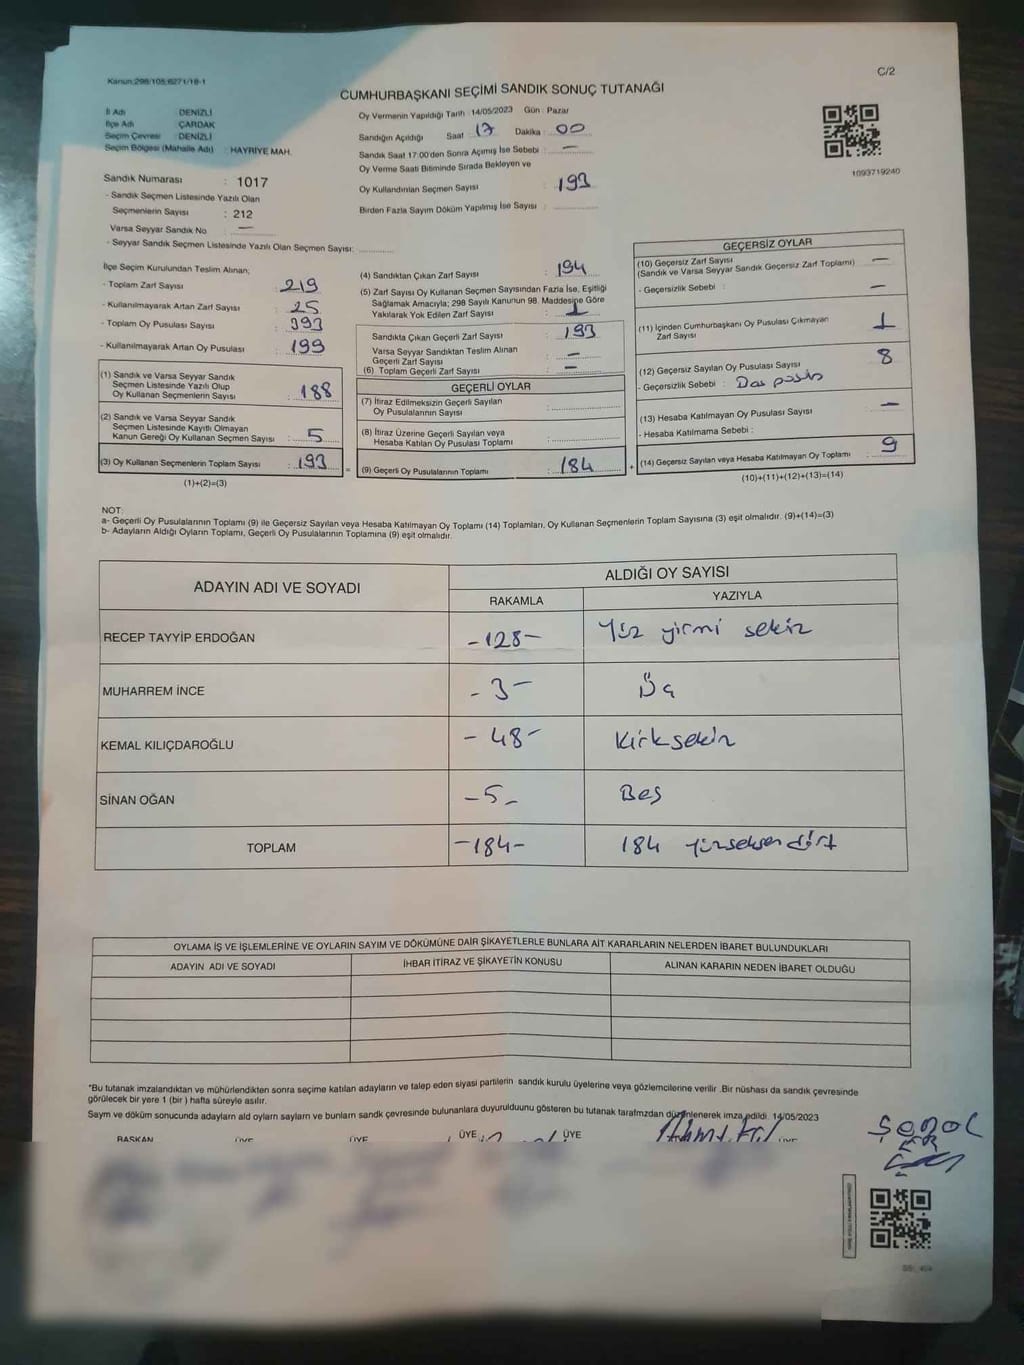 Kanun:298/105;6271/18-1
C/2
CUMHURBAŞKANI SEÇİMİ SANDIK SONUÇ TUTANAĞI
İl Adı : DENİZLİ
İlçe Adı : ÇARDAK
Seçim Çevresi : DENİZLİ
Seçim Bölgesi (Mahalle Adı) : HAYRİYE MAH.
Sandık Numarası : 1017
- Sandık Seçmen Listesinde Yazılı Olan
Seçmenlerin Sayısı : 212
Varsa Seyyar Sandık No : —
- Seyyar Sandık Seçmen Listesinde Yazılı Olan Seçmen Sayısı: ............
Oy Vermenin Yapıldığı Tarih : 14/05/2023 Gün : Pazar
Sandığın Açıldığı Saat : 17 Dakika : 00
Sandık Saat 17:00'den Sonra Açımış İse Sebebi : —
Oy Verme Saati Bitiminde Sırada Bekleyen ve
Oy Kullandırılan Seçmen Sayısı : 193
Birden Fazla Sayım Döküm Yapılmış İse Sayısı : ............
1093719240
İlçe Seçim Kurulundan Teslim Alınan;
- Toplam Zarf Sayısı : 219
- Kullanılmayarak Artan Zarf Sayısı : 25
- Toplam Oy Pusulası Sayısı : 393
- Kullanılmayarak Artan Oy Pusulası : 199
(1) Sandık ve Varsa Seyyar Sandık
Seçmen Listesinde Yazılı Olup
Oy Kullanan Seçmenlerin Sayısı : 188
(2) Sandık ve Varsa Seyyar Sandık
Seçmen Listesinde Kayıtlı Olmayan
Kanun Gereği Oy Kullanan Seçmen Sayısı : 5
(3) Oy Kullanan Seçmenlerin Toplam Sayısı : 193
(1)+(2)=(3)
(4) Sandıktan Çıkan Zarf Sayısı : 194
(5) Zarf Sayısı Oy Kullanan Seçmen Sayısından Fazla İse, Eşitliği
Sağlamak Amacıyla; 298 Sayılı Kanunun 98. Maddesine Göre
Yakılarak Yok Edilen Zarf Sayısı : 1
Sandıkta Çıkan Geçerli Zarf Sayısı : 193
Varsa Seyyar Sandıktan Teslim Alınan
Geçerli Zarf Sayısı : —
(6) Toplam Geçerli Zarf Sayısı : —
GEÇERLİ OYLAR
(7) İtiraz Edilmeksizin Geçerli Sayılan
Oy Pusulalarının Sayısı : ............
(8) İtiraz Üzerine Geçerli Sayılan veya
Hesaba Katılan Oy Pusulası Toplamı : ............
= (9) Geçerli Oy Pusulalarının Toplamı : 184
GEÇERSİZ OYLAR
(10) Geçersiz Zarf Sayısı : —
(Sandık ve Varsa Seyyar Sandık Geçersiz Zarf Toplamı)
- Geçersizlik Sebebi : —
(11) İçinden Cumhurbaşkanı Oy Pusulası Çıkmayan
Zarf Sayısı : 1
(12) Geçersiz Sayılan Oy Pusulası Sayısı : 8
- Geçersizlik Sebebi :
(13) Hesaba Katılmayan Oy Pusulası Sayısı : —
- Hesaba Katılmama Sebebi :
+ (14) Geçersiz Sayılan veya Hesaba Katılmayan Oy Toplamı : 9
(10)+(11)+(12)+(13)=(14)
NOT:
a- Geçerli Oy Pusulalarının Toplamı (9) ile Geçersiz Sayılan veya Hesaba Katılmayan Oy Toplamı (14) Toplamları, Oy Kullanan Seçmenlerin Toplam Sayısına (3) eşit olmalıdır. (9)+(14)=(3)
b- Adayların Aldığı Oyların Toplamı, Geçerli Oy Pusulalarının Toplamına (9) eşit olmalıdır.
ADAYIN ADI VE SOYADI
ALDIĞI OY SAYISI
RAKAMLA YAZIYLA
RECEP TAYYİP ERDOĞAN -128- Yüz yirmi sekiz
MUHARREM İNCE -3- Üç
KEMAL KILIÇDAROĞLU -48- Kırksekiz
SİNAN OĞAN -5- Beş
TOPLAM -184- 184 yüzseksen dört
OYLAMA İŞ VE İŞLEMLERİNE VE OYLARIN SAYIM VE DÖKÜMÜNE DAİR ŞİKAYETLERLE BUNLARA AİT KARARLARIN NELERDEN İBARET BULUNDUKLARI
ADAYIN ADI VE SOYADI İHBAR İTİRAZ VE ŞİKAYETİN KONUSU ALINAN KARARIN NEDEN İBARET OLDUĞU
*Bu tutanak imzalandıktan ve mühürlendikten sonra seçime katılan adayların ve talep eden siyasi partilerin sandık kurulu üyelerine veya gözlemcilerine verilir .Bir nüshası da sandık çevresinde
görülecek bir yere 1 (bir ) hafta süreyle asılır.
Sayım ve döküm sonucunda adayların ald oyların sayların ve bunların sandk çevresinde bulunanlara duyurulduunu gösteren bu tutanak tarafmzdan düzenlenerek imza edildi. 14/05/2023
BAŞKAN ÜYE ÜYE ÜYE ÜYE ÜYE
ŞENOL
ER